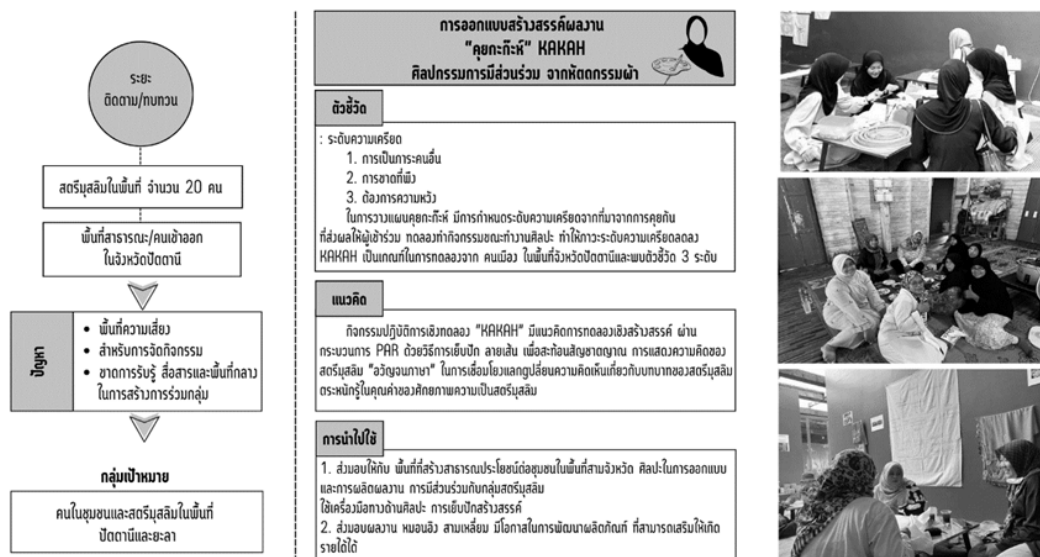 ระยะ
ติดตาม/ทบทวน
สตรีมุสลิมในพื้นที่ จำนวน 20 คน
พื้นที่สาธารณะ/คนเข้าออก
ในจังหวัดปัตตานี
ปัญหา
• พื้นที่ความเสี่ยง
• สำหรับการจัดกิจกรรม
• ขาดการรับรู้ สื่อสารและพื้นที่กลาง
ในการสร้างการร่วมกลุ่ม
กลุ่มเป้าหมาย
คนในชุมชนและสตรีมุสลิมในพื้นที่
ปัตตานีและยะลา
การออกแบบสร้างสรรค์ผลงาน
"คุยกะก๊ะห์" KAKAH
ศิลปกรรมการมีส่วนร่วม จากหัตถกรรมผ้า
ตัวชี้วัด
: ระดับความเครียด
1. การเป็นภาระคนอื่น
2. การขาดที่พึ่ง
3. ต้องการความหวัง
ในการวางแผนคุยกะก๊ะห์ มีการกำหนดระดับความเครียดจากที่มาจากการคุยกัน
ที่ส่งผลให้ผู้เข้าร่วม ทดลองทำกิจกรรมขณะทำงานศิลปะ ทำให้ภาวะระดับความเครียดลดลง
KAKAH เป็นเกณฑ์ในการทดลองจาก คนเมือง ในพื้นที่จังหวัดปัตตานีและพบตัวชี้วัด 3 ระดับ
แนวคิด
กิจกรรมปฏิบัติการเชิงทดลอง "KAKAH" มีแนวคิดการทดลองเชิงสร้างสรรค์ ผ่าน
กระบวนการ PAR ด้วยวิธีการเย็บปัก ลายเส้น เพื่อสะท้อนสัญชาตญาณ การแสดงความคิดของ
สตรีมุสลิม "อวัญจนภาษา" ในการเชื่อมโยงแลกปลี่ยนความคิดเห็นเกี่ยวกับบทบาทของสตรีมุสลิม
ตระหนักรู้ในคุณค่าของศักยภาพความเป็นสตรีมุสลิม
การนำไปใช้
1. ส่งมอบให้กับ พื้นที่ที่สร้างสาธารณประโยชน์ต่อชุมชนในพื้นที่สามจังหวัด ศิลปะในการออกแบบ
และการผลิตผลงาน การมีส่วนร่วมกับกลุ่มสตรีมุสลิม
ใช้เครื่องมือทางด้านศิลปะ การเย็บปักสร้างสรรค์
2. ส่งมอบผลงาน หมอนอิง สามเหลี่ยม มีโอกาสในการพัฒนาผลิตภัณฑ์ ที่สามารถเสริมให้เกิด
รายได้ได้